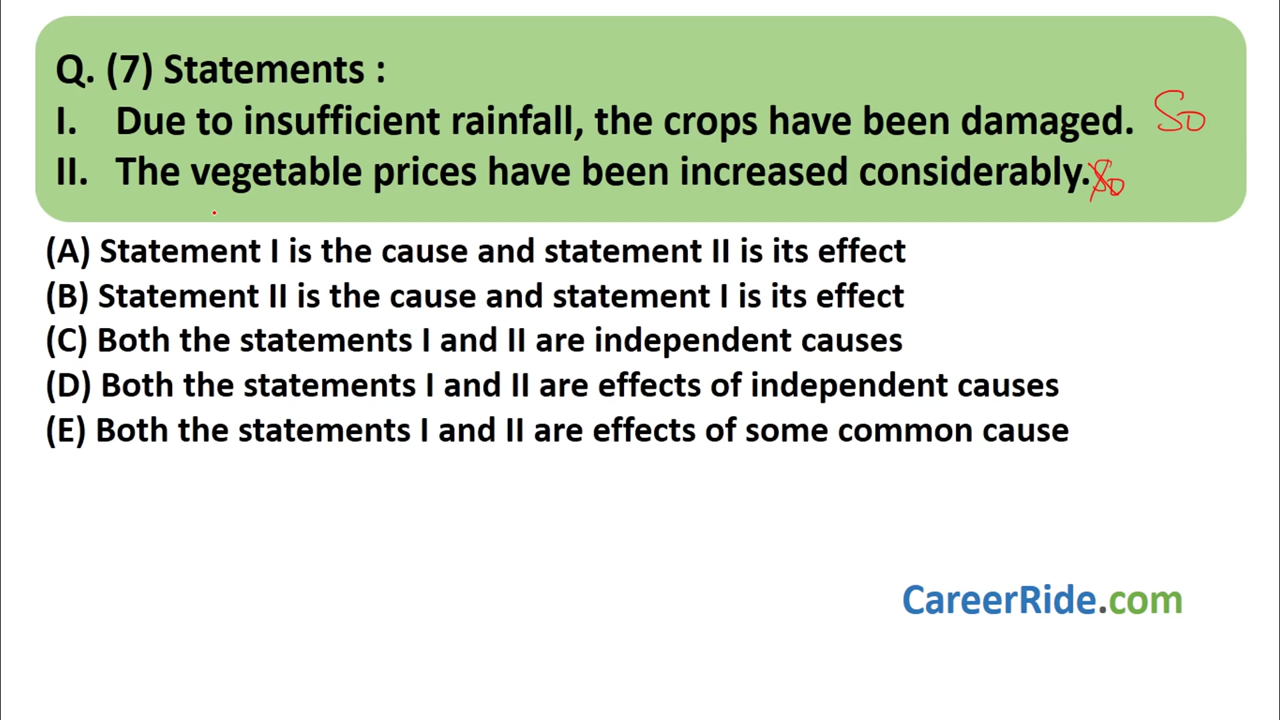 Q. (7) Statements :
I. Due to insufficient rainfall, the crops have been damaged. So
II. The vegetable prices have been increased considerably. So
(A) Statement I is the cause and statement II is its effect
(B) Statement II is the cause and statement I is its effect
(C) Both the statements I and II are independent causes
(D) Both the statements I and II are effects of independent causes
(E) Both the statements I and II are effects of some common cause
CareerRide.com